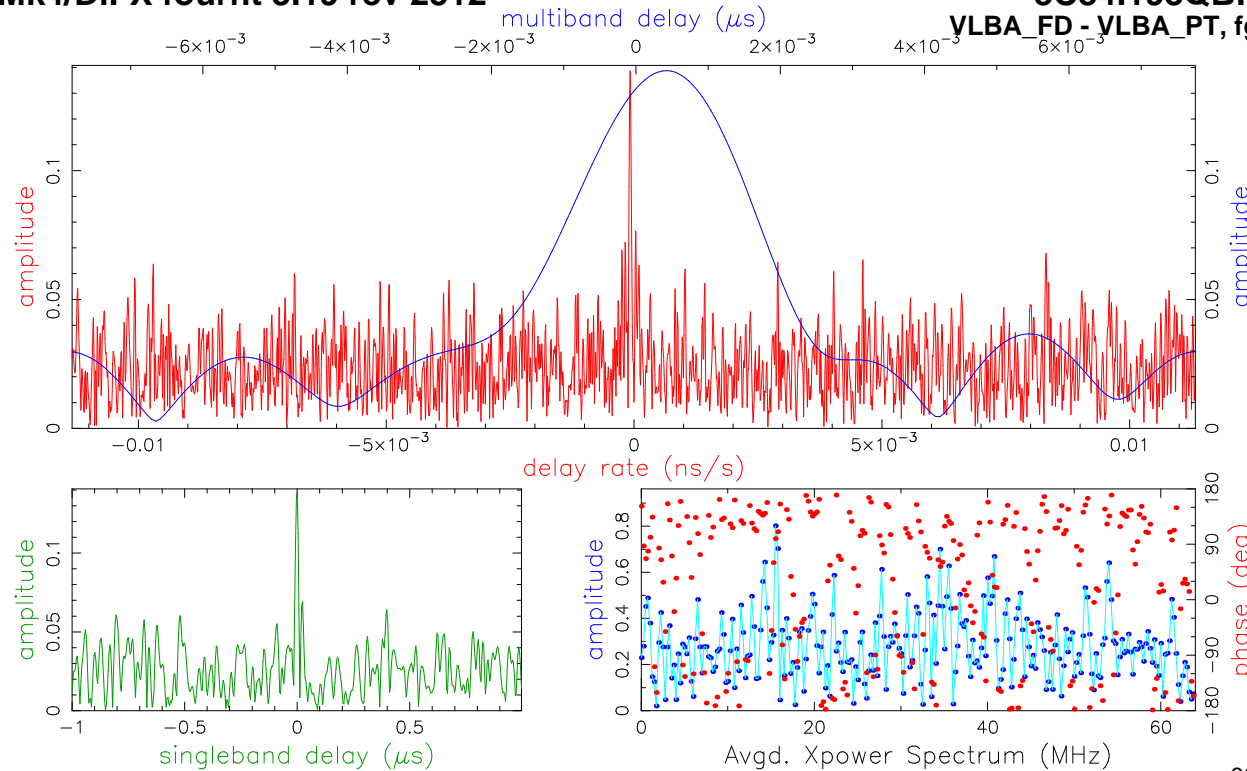 multiband delay (μs)
VLBA_FD - VLBA_PT, fg
−6×10⁻³ −4×10⁻³ −2×10⁻³ 0 2×10⁻³ 4×10⁻³ 6×10⁻³
amplitude
0 0.05 0.1
0 0.05 0.1
amplitude
−0.01 −5×10⁻³ 0 5×10⁻³ 0.01
delay rate (ns/s)
amplitude
0 0.05 0.1
−1 −0.5 0 0.5
singleband delay (μs)
amplitude
0 0.2 0.4 0.6 0.8
−180 −90 0 90 180
phase (deg)
0 20 40 60
Avgd. Xpower Spectrum (MHz)